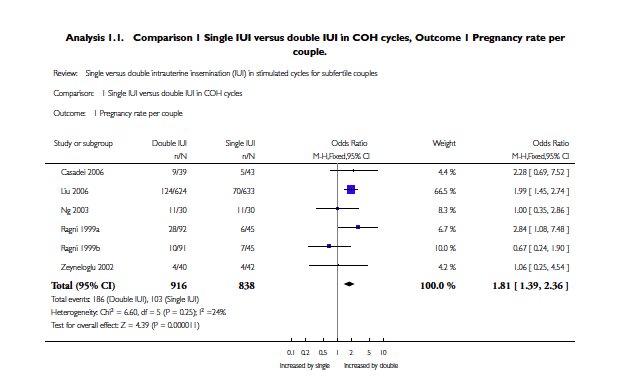 Analysis 1.1. Comparison 1 Single IUI versus double IUI in COH cycles, Outcome 1 Pregnancy rate per
couple.
Review: Single versus double intrauterine insemination (IUI) in stimulated cycles for subfertile couples
Comparison: 1 Single IUI versus double IUI in COH cycles
Outcome: 1 Pregnancy rate per couple
Study or subgroup Double IUI Single IUI Odds Ratio Weight Odds Ratio
n/N n/N M-H,Fixed,95% CI M-H,Fixed,95% CI
Casadei 2006 9/39 5/43 4.4 % 2.28 [ 0.69, 7.52 ]
Liu 2006 124/624 70/633 66.5 % 1.99 [ 1.45, 2.74 ]
Ng 2003 11/30 11/30 8.3 % 1.00 [ 0.35, 2.86 ]
Ragni 1999a 28/92 6/45 6.7 % 2.84 [ 1.08, 7.48 ]
Ragni 1999b 10/91 7/45 10.0 % 0.67 [ 0.24, 1.90 ]
Zeyneloglu 2002 4/40 4/42 4.2 % 1.06 [ 0.25, 4.54 ]
Total (95% CI) 916 838 100.0 % 1.81 [ 1.39, 2.36 ]
Total events: 186 (Double IUI), 103 (Single IUI)
Heterogeneity: Chi² = 6.60, df = 5 (P = 0.25); I² =24%
Test for overall effect: Z = 4.39 (P = 0.000011)
0.1 0.2 0.5 1 2 5 10
Increased by single Increased by double